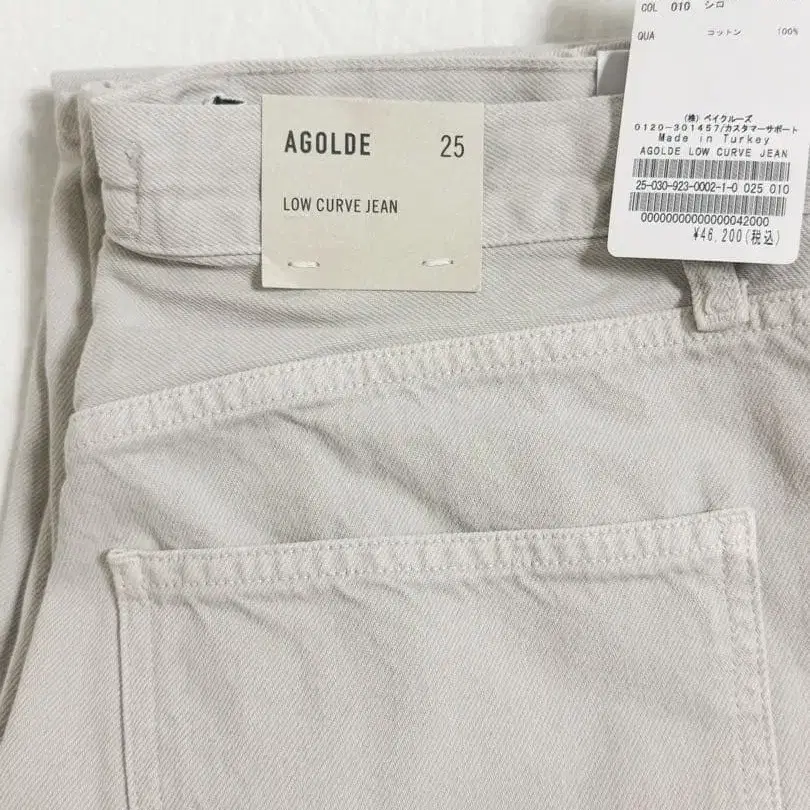 COL 010 シロ
QUA コットン 100%
(株)ベイクルーズ
0120-301457/カスタマーサポート
Made in Turkey
AGOLDE LOW CURVE JEAN
25-030-923-0002-1-0 025 010
00000000000000042000
¥46,200(税込)
AGOLDE 25
LOW CURVE JEAN